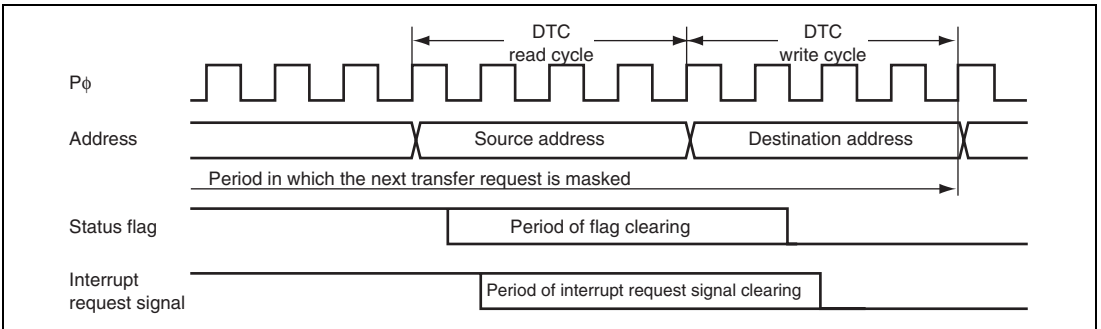 DTC
read cycle
DTC
write cycle
Pϕ
Address
Source address
Destination address
Period in which the next transfer request is masked
Status flag
Period of flag clearing
Interrupt
request signal
Period of interrupt request signal clearing